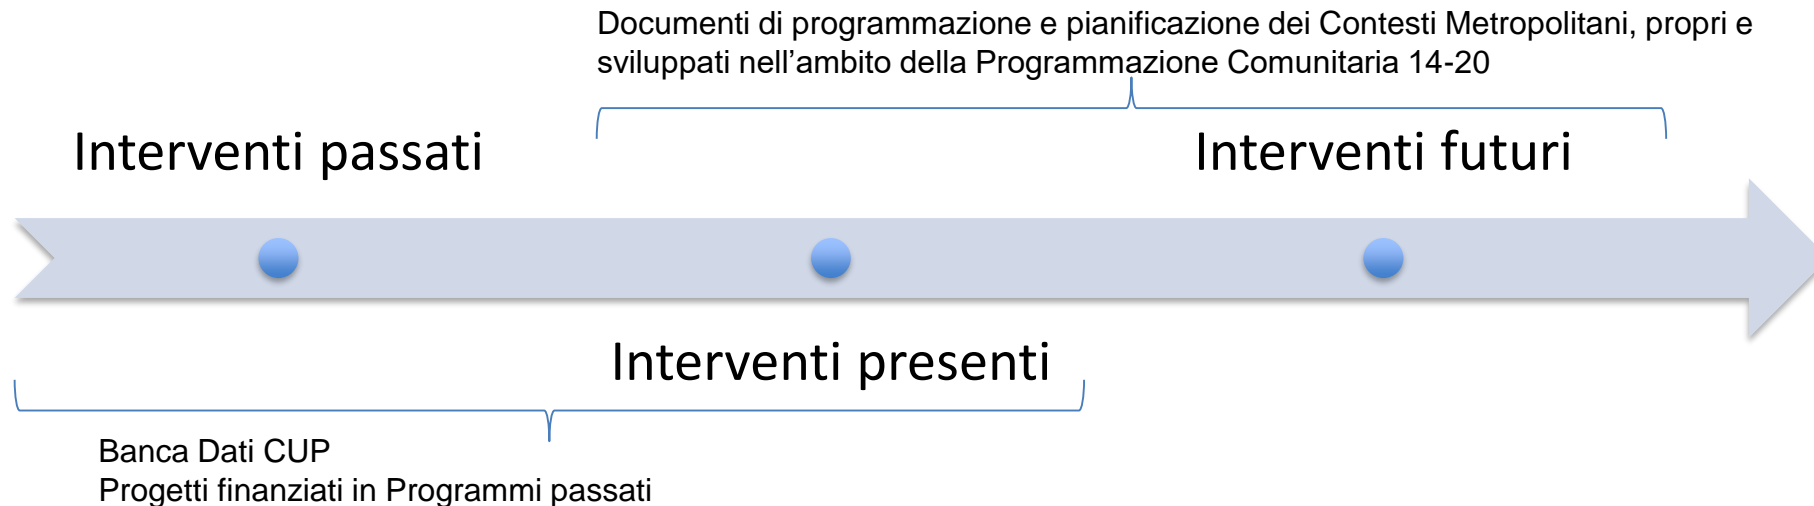 Documenti di programmazione e pianificazione dei Contesti Metropolitani, propri e
sviluppati nell’ambito della Programmazione Comunitaria 14-20
Interventi passati
Interventi futuri
Interventi presenti
Banca Dati CUP
Progetti finanziati in Programmi passati